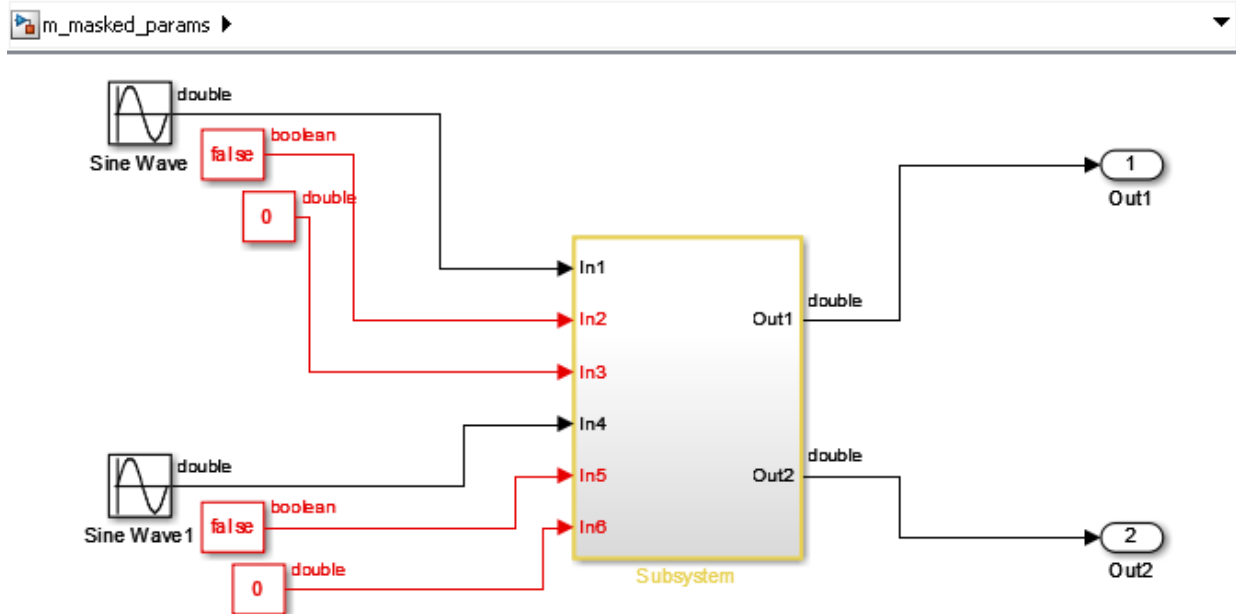 m_masked_params
double
Sine Wave
boolean
false
double
0
1
Out1
In1
In2
In3
In4
In5
In6
Out1
double
Out2
double
Subsystem
double
Sine Wave1
boolean
false
double
0
2
Out2